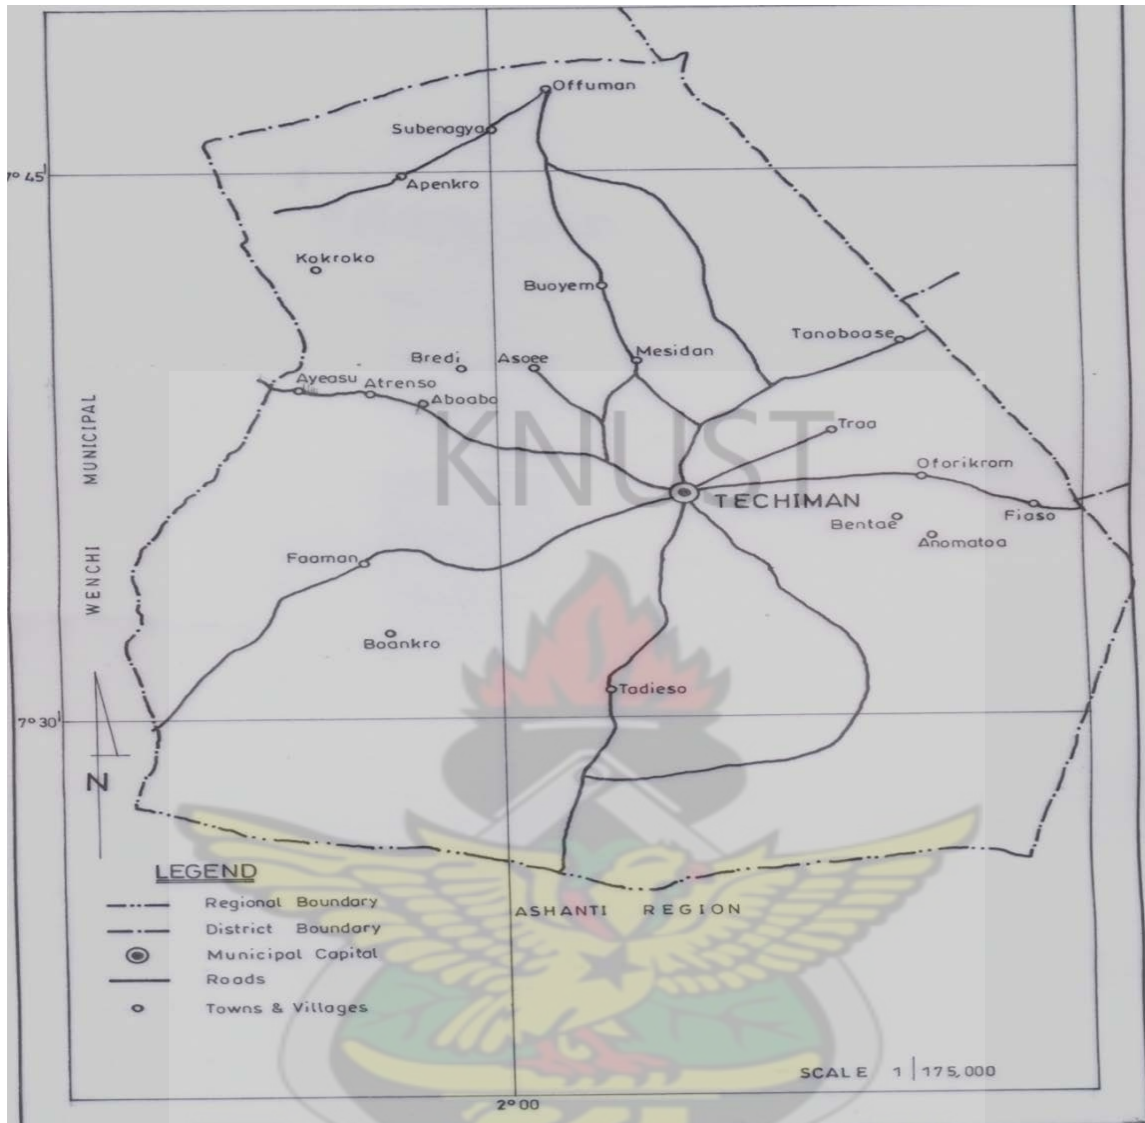 Offuman
Subenagya
7° 45'
Apenkro
Kokroko
Buoyem
Tanoboase
Bredi
Asoee
Mesidan
Ayeasu
Atrenso
Aboabo
WENCHI MUNICIPAL
KNUST
Traa
Oforikrom
TECHIMAN
Fiaso
Bentae
Anomatoa
Faaman
Boankro
Tadieso
7° 30'
N
LEGEND
Regional Boundary
District Boundary
Municipal Capital
Roads
Towns & Villages
ASHANTI REGION
SCALE 1 | 175,000
2° 00